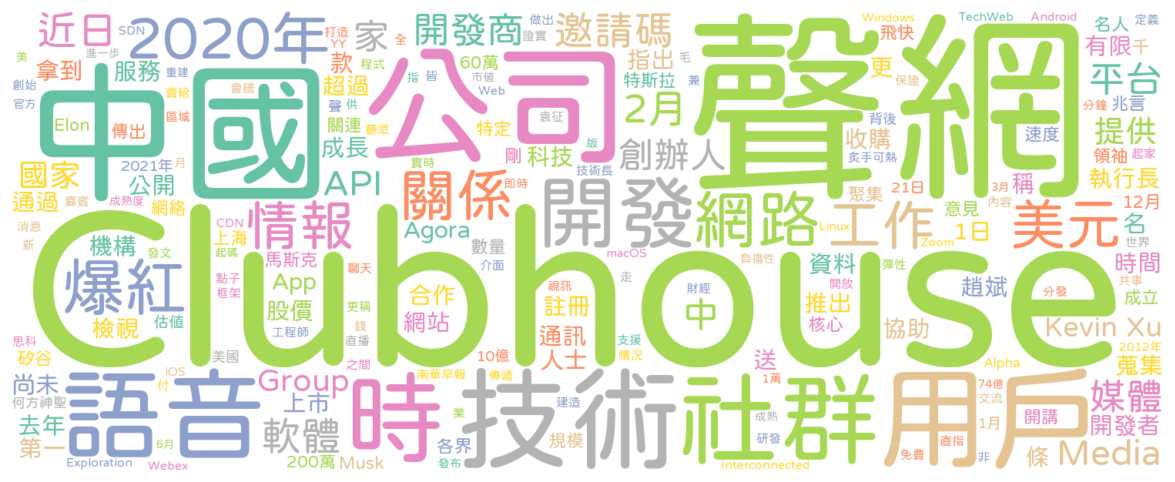 近日
SDN
2020年
打造
YY
家
全
開發商
證實
做出
邀請碼
Windows
飛快
TechWeb
Android
名人
定義
美
進一步
拿到
服務
重建
程式
款
指
皆
60萬
市值
指出
毛
特斯拉
兼
更
保證
有限
千
平台
創始
官方
賣給
區域
會議
超過
聲
供
Web
袁征
2月
背後
分鐘
兆言
中國
公司
聲網
Elon
傳出
關連
聽眾
特定
版
收購
炙手可熱
速度
提供
2021年
月
成長
實時
剛
科技
創辦人
技術長
領袖
起家
國家
公開
API
關係
即時
開發
聚集
21日
稱
3月
內容
執行長
通過
嘉賓
成熟度
網絡
情報
網路
工作
意見
名
12月
美元
世界
消息
新
機構
發文
CDN
上海
起碼
Agora
數量
介面
macOS
走
Linux
Zoom
1日
負擔性
資料
彈性
時間
共事
爆紅
點子
框架
馬斯克
聊天
App
更稱
合作
視訊
註冊
財經
開放
推出
趙斌
分發
成立
檢視
估值
股價
工程師
錢
直播
網站
通訊
中
核心
協助
Kevin Xu
2012年
思科
矽谷
美國
之間
10億
人士
支援
情況
送
Alpha
蒐集
Clubhouse
尚未
何方神聖
iOS
付
Group
上市
南華早報
傳遞
業
建造
1萬
74億
交流
媒體
去年
語音
軟體
時
技術
社群
用戶
成熟
1月
開講
開發者
第一
6月
200萬
Musk
各界
發布
規模
研發
免費
直指
非
條
Media
Exploration
Webex
Interconnected